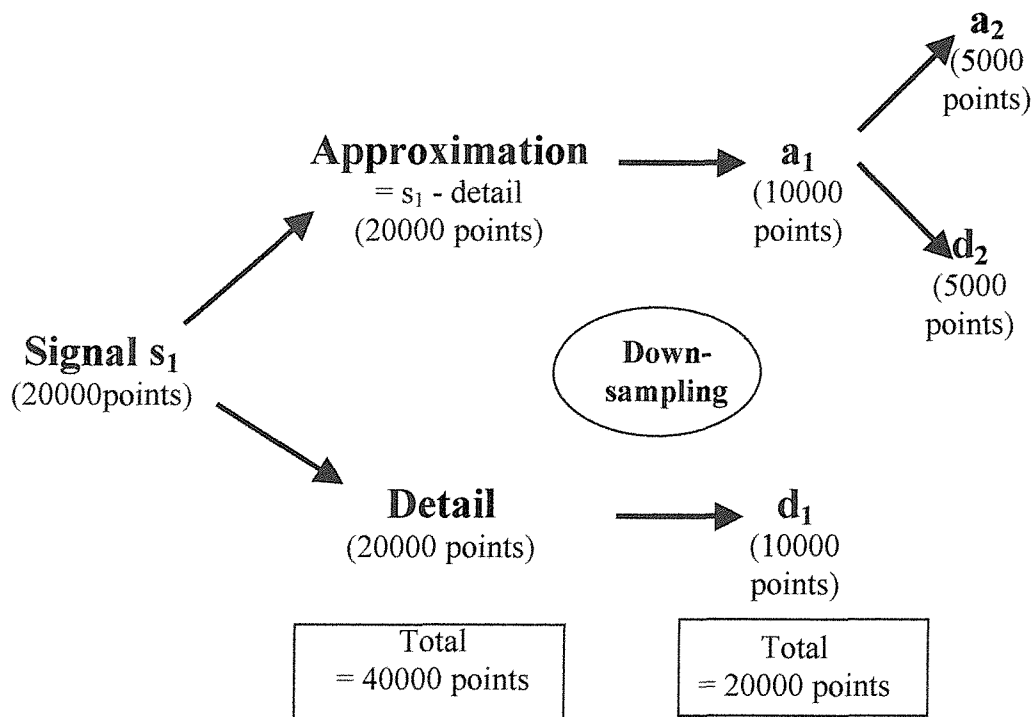 a₂
(5000
points)
Approximation
= s₁ - detail
(20000 points)
a₁
(10000
points)
d₂
(5000
points)
Signal s₁
(20000points)
Down-
sampling
Detail
(20000 points)
d₁
(10000
points)
Total
= 40000 points
Total
= 20000 points